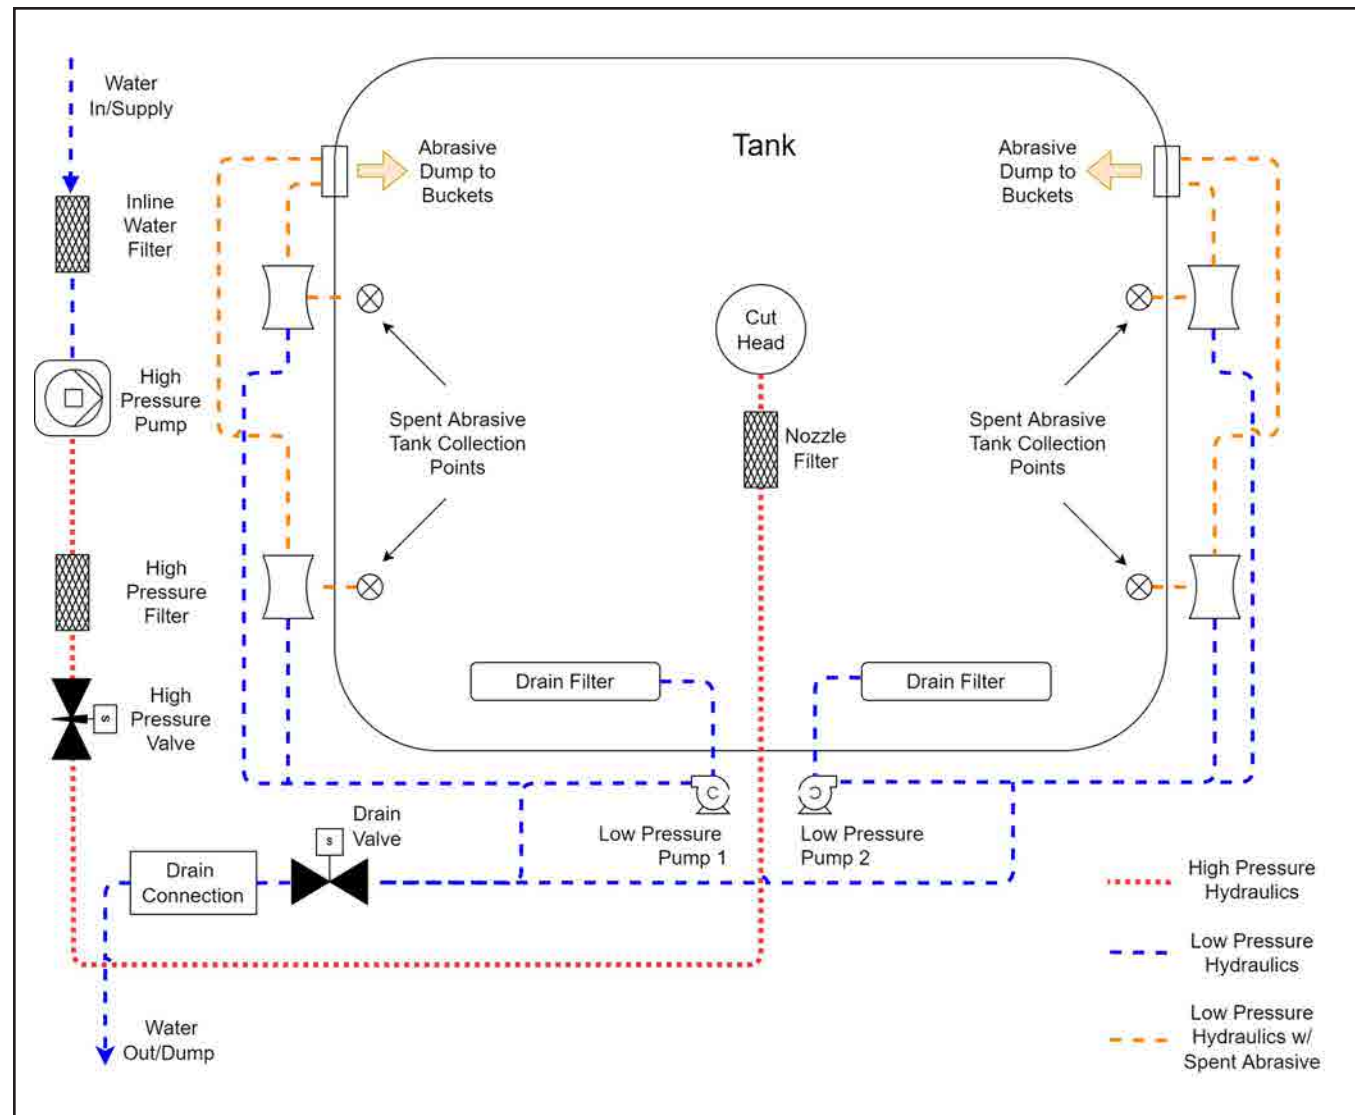 Water
In/Supply
Tank
Abrasive
Dump to
Buckets
Abrasive
Dump to
Buckets
Inline
Water
Filter
Cut
Head
High
Pressure
Pump
Spent Abrasive
Tank Collection
Points
Nozzle
Filter
Spent Abrasive
Tank Collection
Points
High
Pressure
Filter
Drain Filter
Drain Filter
High
Pressure
Valve
s
C
C
Drain
Valve
s
Low Pressure
Pump 1
Low Pressure
Pump 2
Drain
Connection
High Pressure
Hydraulics
Low Pressure
Hydraulics
Water
Out/Dump
Low Pressure
Hydraulics w/
Spent Abrasive